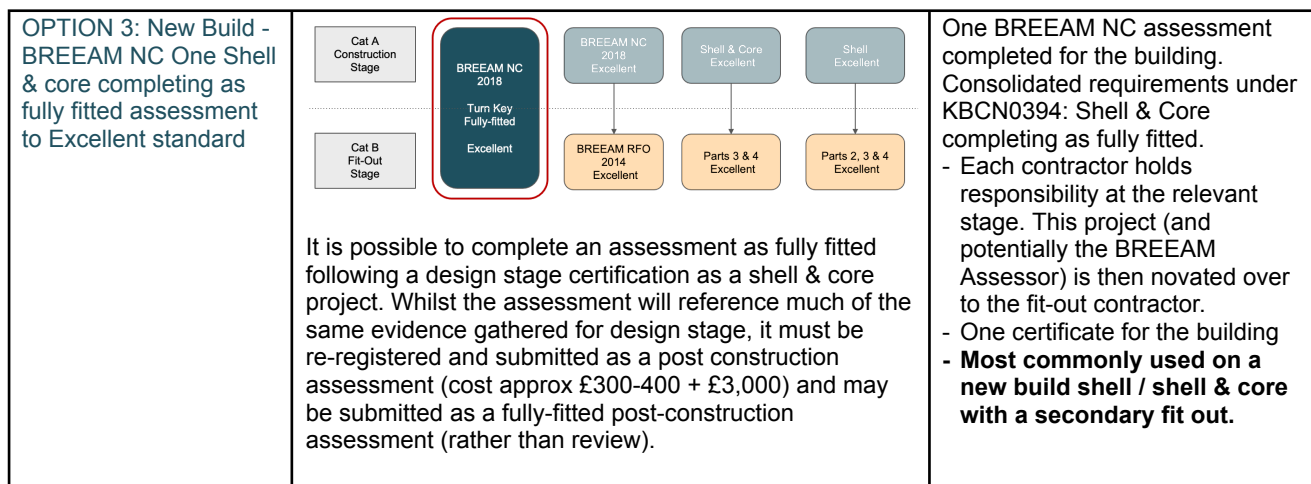 OPTION 3: New Build -
BREEAM NC One Shell
& core completing as
fully fitted assessment
to Excellent standard
Cat A
Construction
Stage
Cat B
Fit-Out
Stage
BREEAM NC
2018
Turn Key
Fully-fitted
Excellent
BREEAM NC
2018
Excellent
BREEAM RFO
2014
Excellent
Shell & Core
Excellent
Parts 3 & 4
Excellent
Shell
Excellent
Parts 2, 3 & 4
Excellent
It is possible to complete an assessment as fully fitted
following a design stage certification as a shell & core
project. Whilst the assessment will reference much of the
same evidence gathered for design stage, it must be
re-registered and submitted as a post construction
assessment (cost approx £300-400 + £3,000) and may
be submitted as a fully-fitted post-construction
assessment (rather than review).
One BREEAM NC assessment
completed for the building.
Consolidated requirements under
KBCN0394: Shell & Core
completing as fully fitted.
- Each contractor holds
responsibility at the relevant
stage. This project (and
potentially the BREEAM
Assessor) is then novated over
to the fit-out contractor.
- One certificate for the building
- Most commonly used on a
new build shell / shell & core
with a secondary fit out.